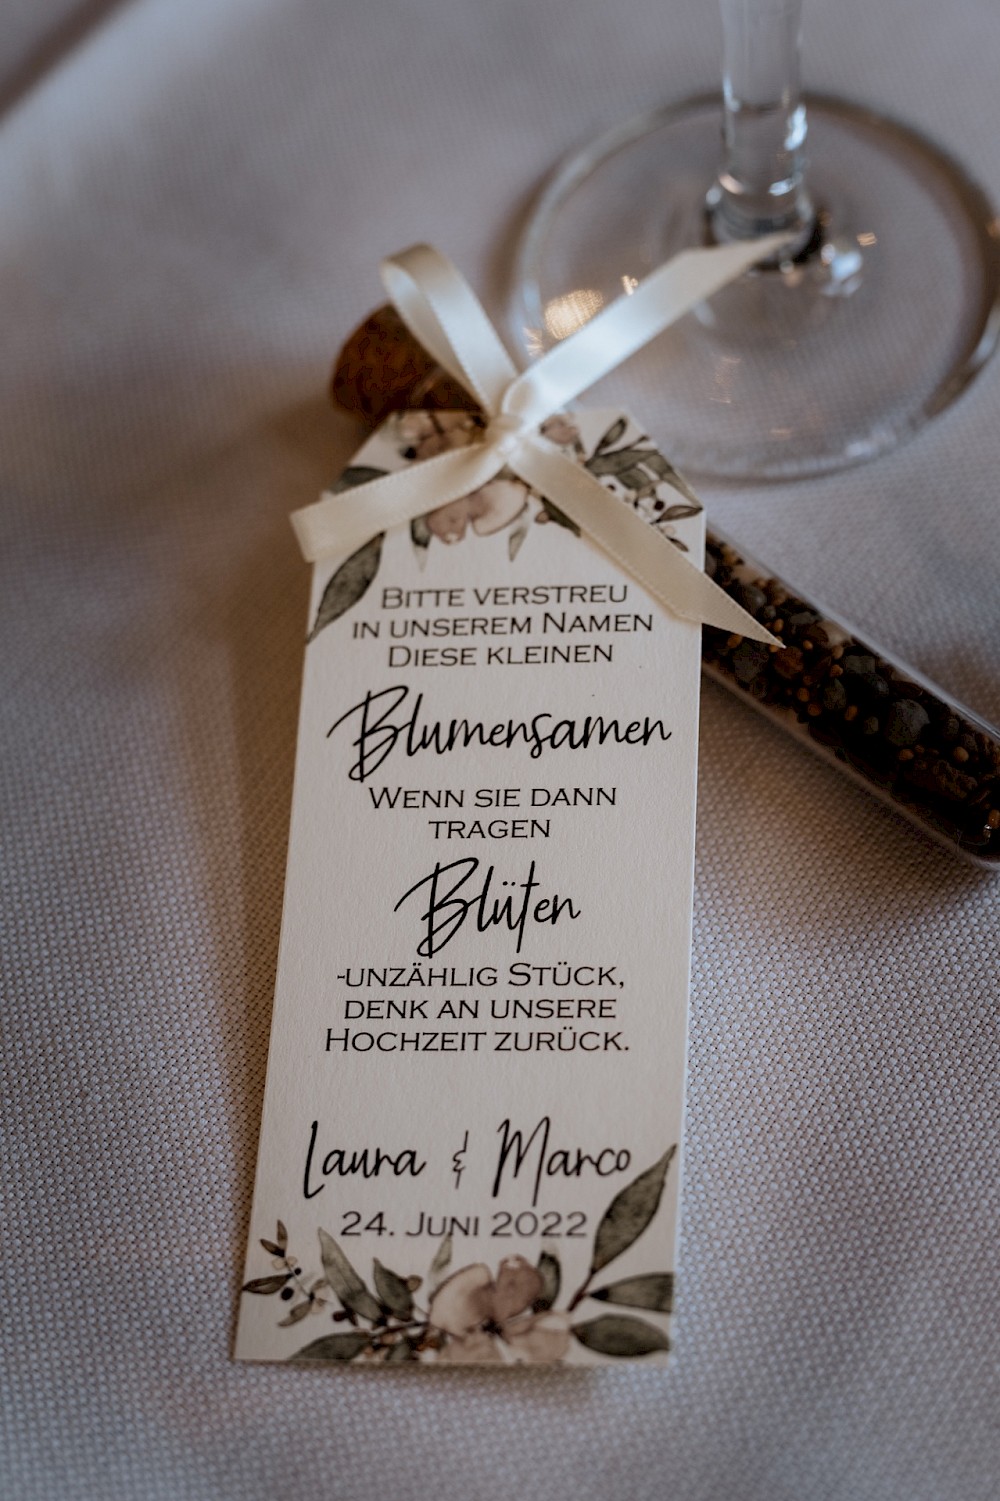 Bitte verstreu
in unserem Namen
Diese kleinen
Blumensamen
Wenn sie dann
tragen
Blüten
-unzählig Stück,
denk an unsere
Hochzeit zurück.
Laura & Marco
24. Juni 2022